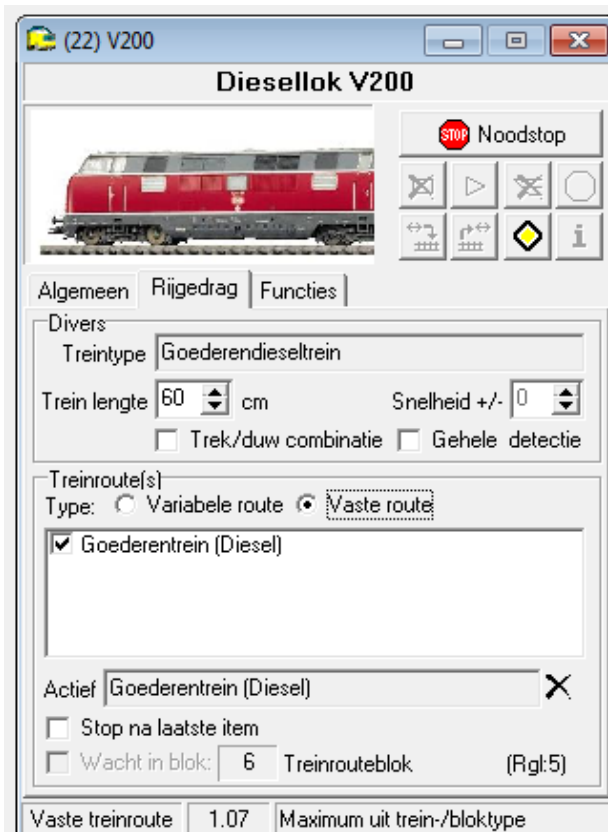 (22) V200
Diesellok V200
STOP Noodstop
Algemeen Rijgedrag Functies
Divers
Treintype Goederendieseltrein
Trein lengte 60 cm Snelheid +/- 0
Trek/duw combinatie Gehele detectie
Treinroute(s)
Type: Variabele route Vaste route
Goederentrein (Diesel)
Actief Goederentrein (Diesel)
Stop na laatste item
Wacht in blok: 6 Treinrouteblok (Rgl:5)
Vaste treinroute 1.07 Maximum uit trein-/bloktype